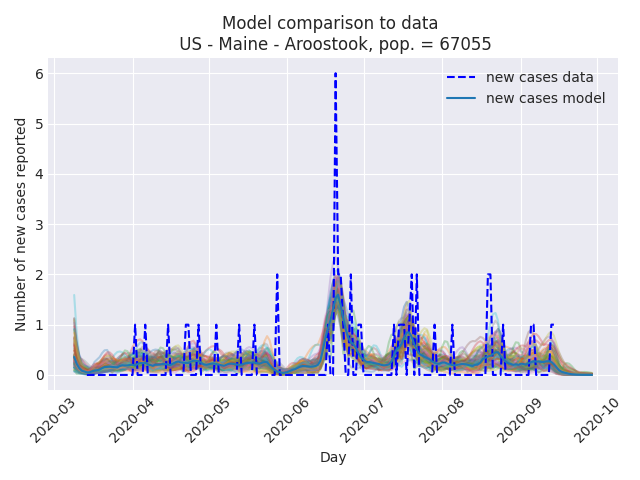 Model comparison to data
US - Maine - Aroostook, pop. = 67055
new cases data
new cases model
Number of new cases reported
6
5
4
3
2
1
0
2020-03
2020-04
2020-05
2020-06
2020-07
2020-08
2020-09
2020-10
Day